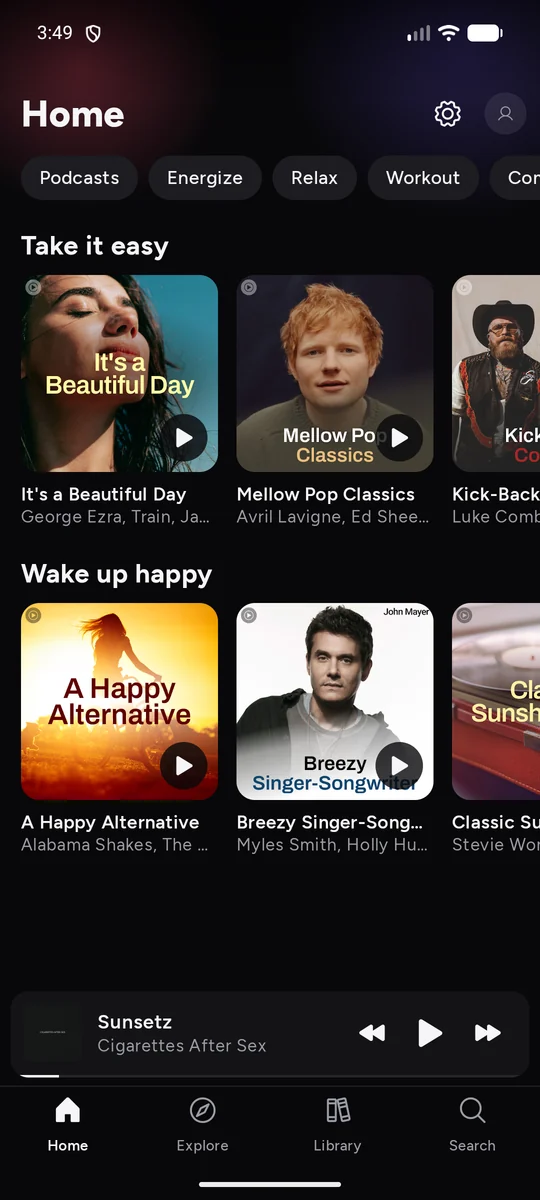 3:49
Home
Podcasts
Energize
Relax
Workout
Take it easy
It's a
Beautiful Day
Mellow Pop
Classics
Kick
It's a Beautiful Day
George Ezra, Train, Ja...
Mellow Pop Classics
Avril Lavigne, Ed Shee...
Kick-Back
Luke Comb
Wake up happy
A Happy
Alternative
John Mayer
Breezy
Singer-Songwriter
Cla
Sunsh
A Happy Alternative
Alabama Shakes, The ...
Breezy Singer-Song...
Myles Smith, Holly Hu...
Classic Su
Stevie Wor
Sunsetz
Cigarettes After Sex
Home
Explore
Library
Search